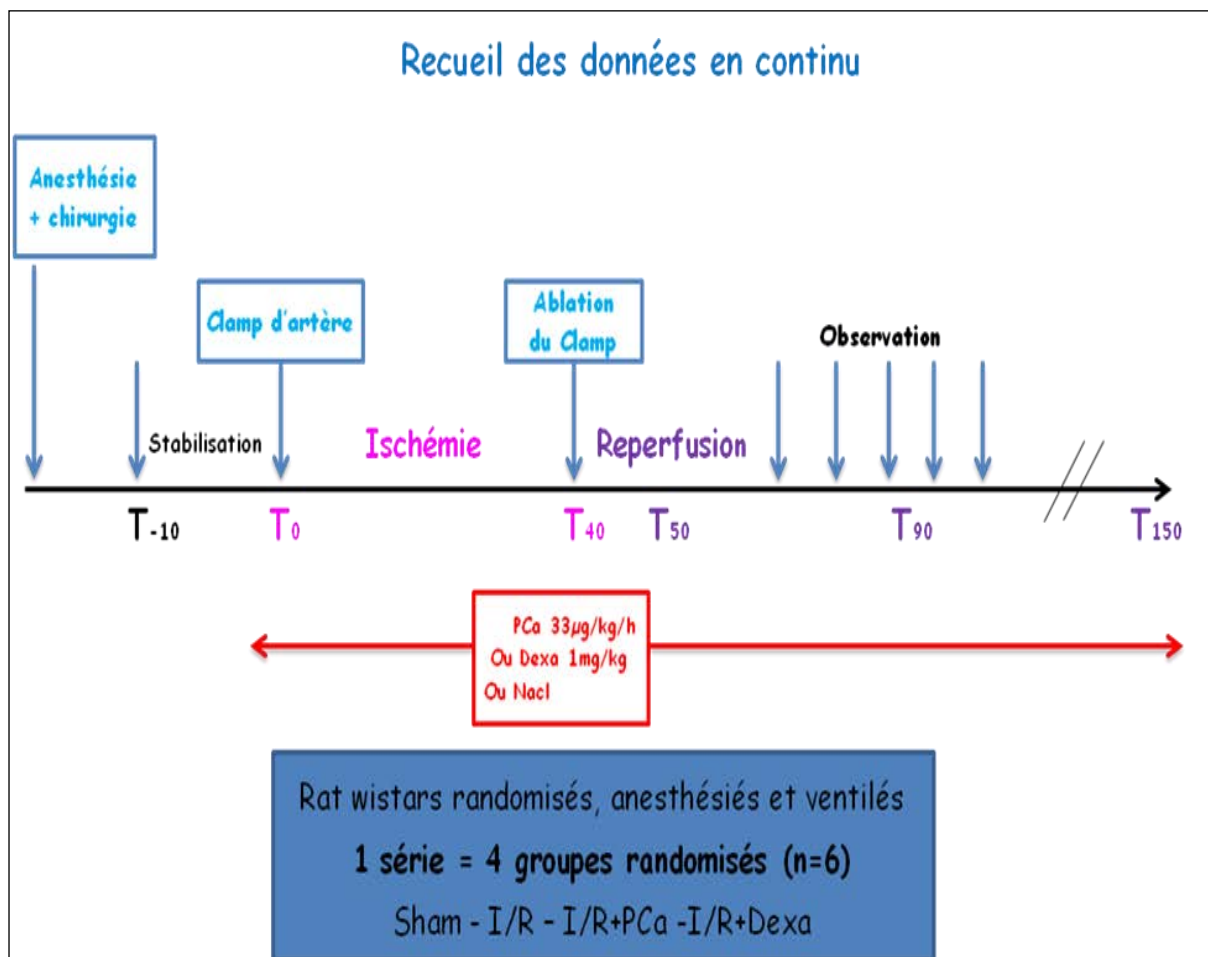 Recueil des données en continu
Anesthésie
+ chirurgie
Clamp d'artère
Ablation
du Clamp
Observation
Stabilisation
Ischémie
Reperfusion
T-10
T0
T40
T50
T90
T150
PCa 33µg/kg/h
Ou Dexa 1mg/kg
Ou Nacl
Rat wistars randomisés, anesthésiés et ventilés
1 série = 4 groupes randomisés (n=6)
Sham - I/R - I/R+PCa -I/R+Dexa